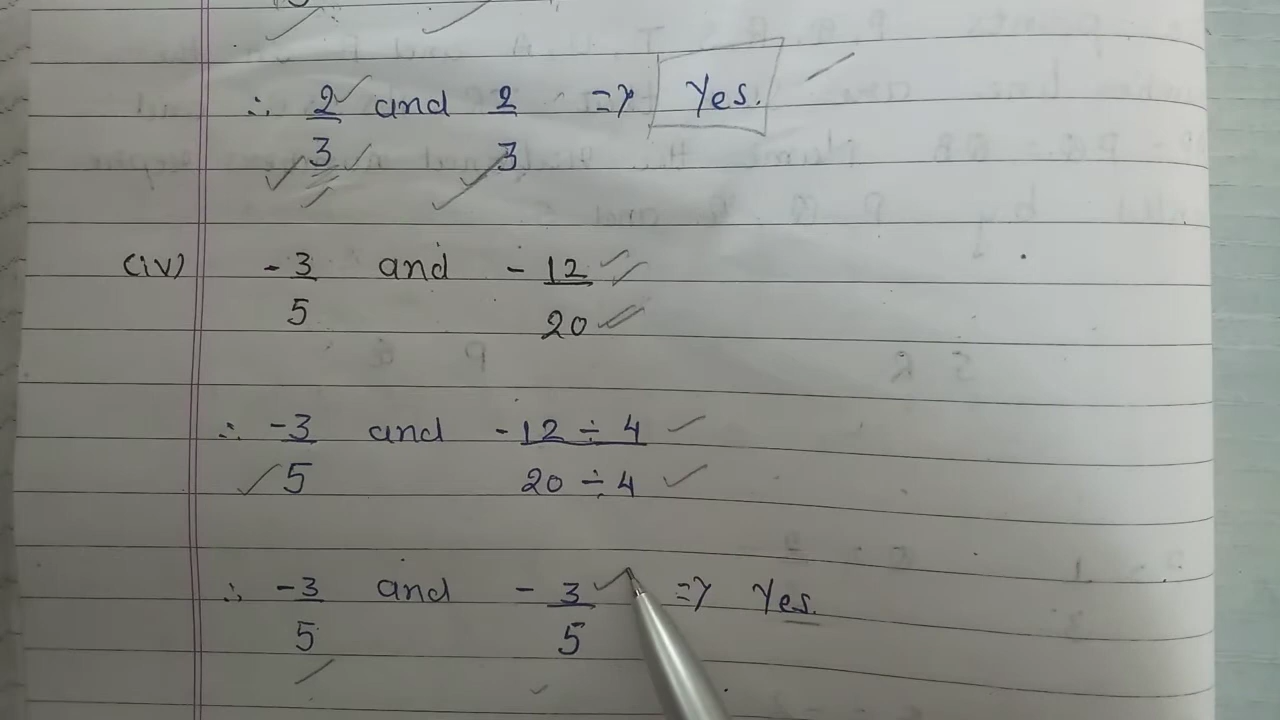 ∴ 2/3 and 2/3 => Yes.
(iv) -3/5 and -12/20
∴ -3/5 and -12÷4/20÷4
∴ -3/5 and -3/5 => Yes.